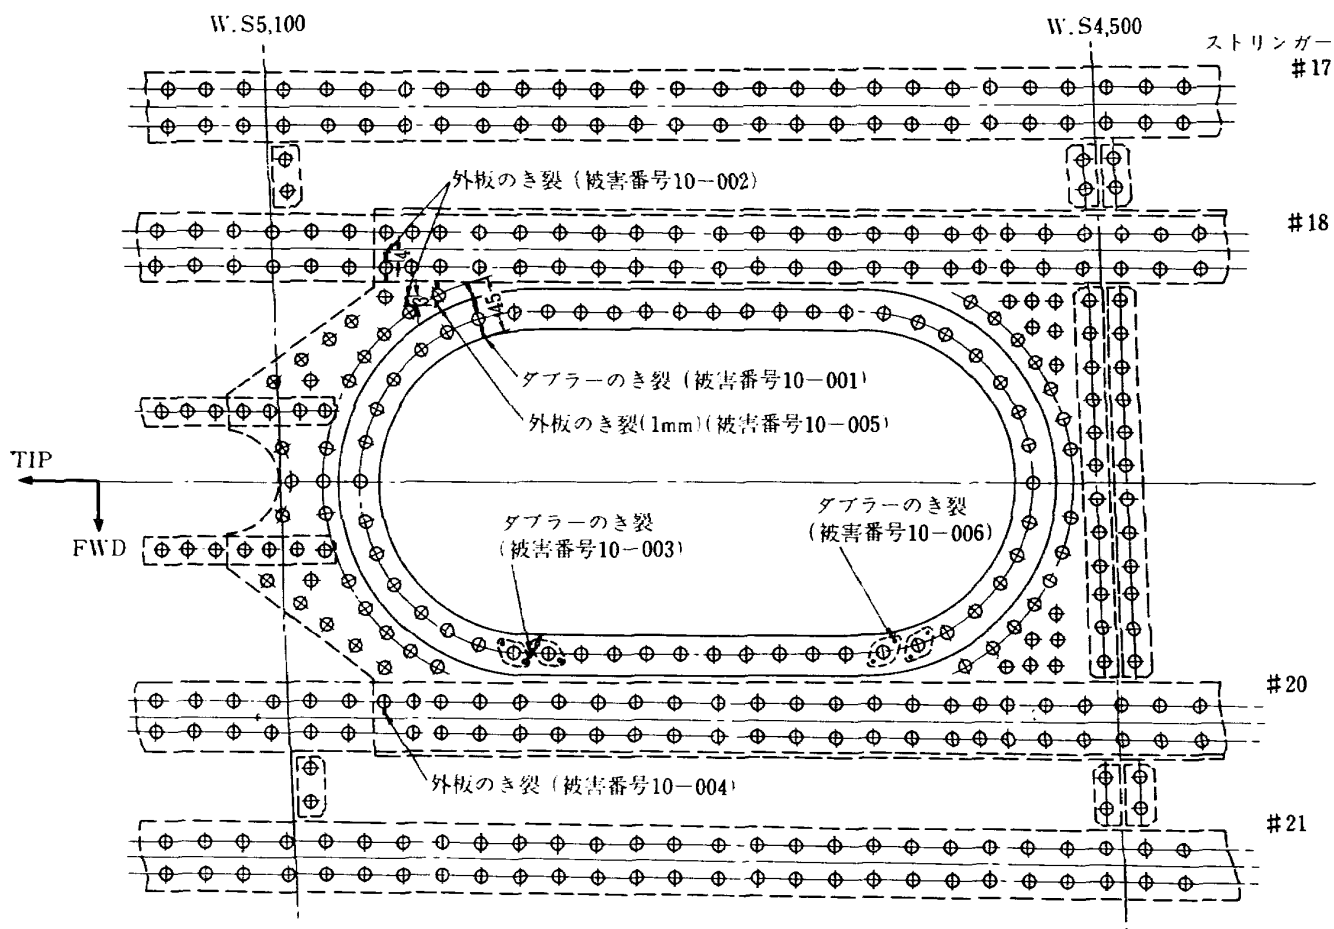 W.S5,100
W.S4,500
ストリンガー
#17
外板のき裂(被害番号10-002)
#18
4
3
45
ダブラーのき裂(被害番号10-001)
外板のき裂(1mm)(被害番号10-005)
TIP
FWD
ダブラーのき裂
(被害番号10-003)
ダブラーのき裂
(被害番号10-006)
#20
外板のき裂(被害番号10-004)
#21